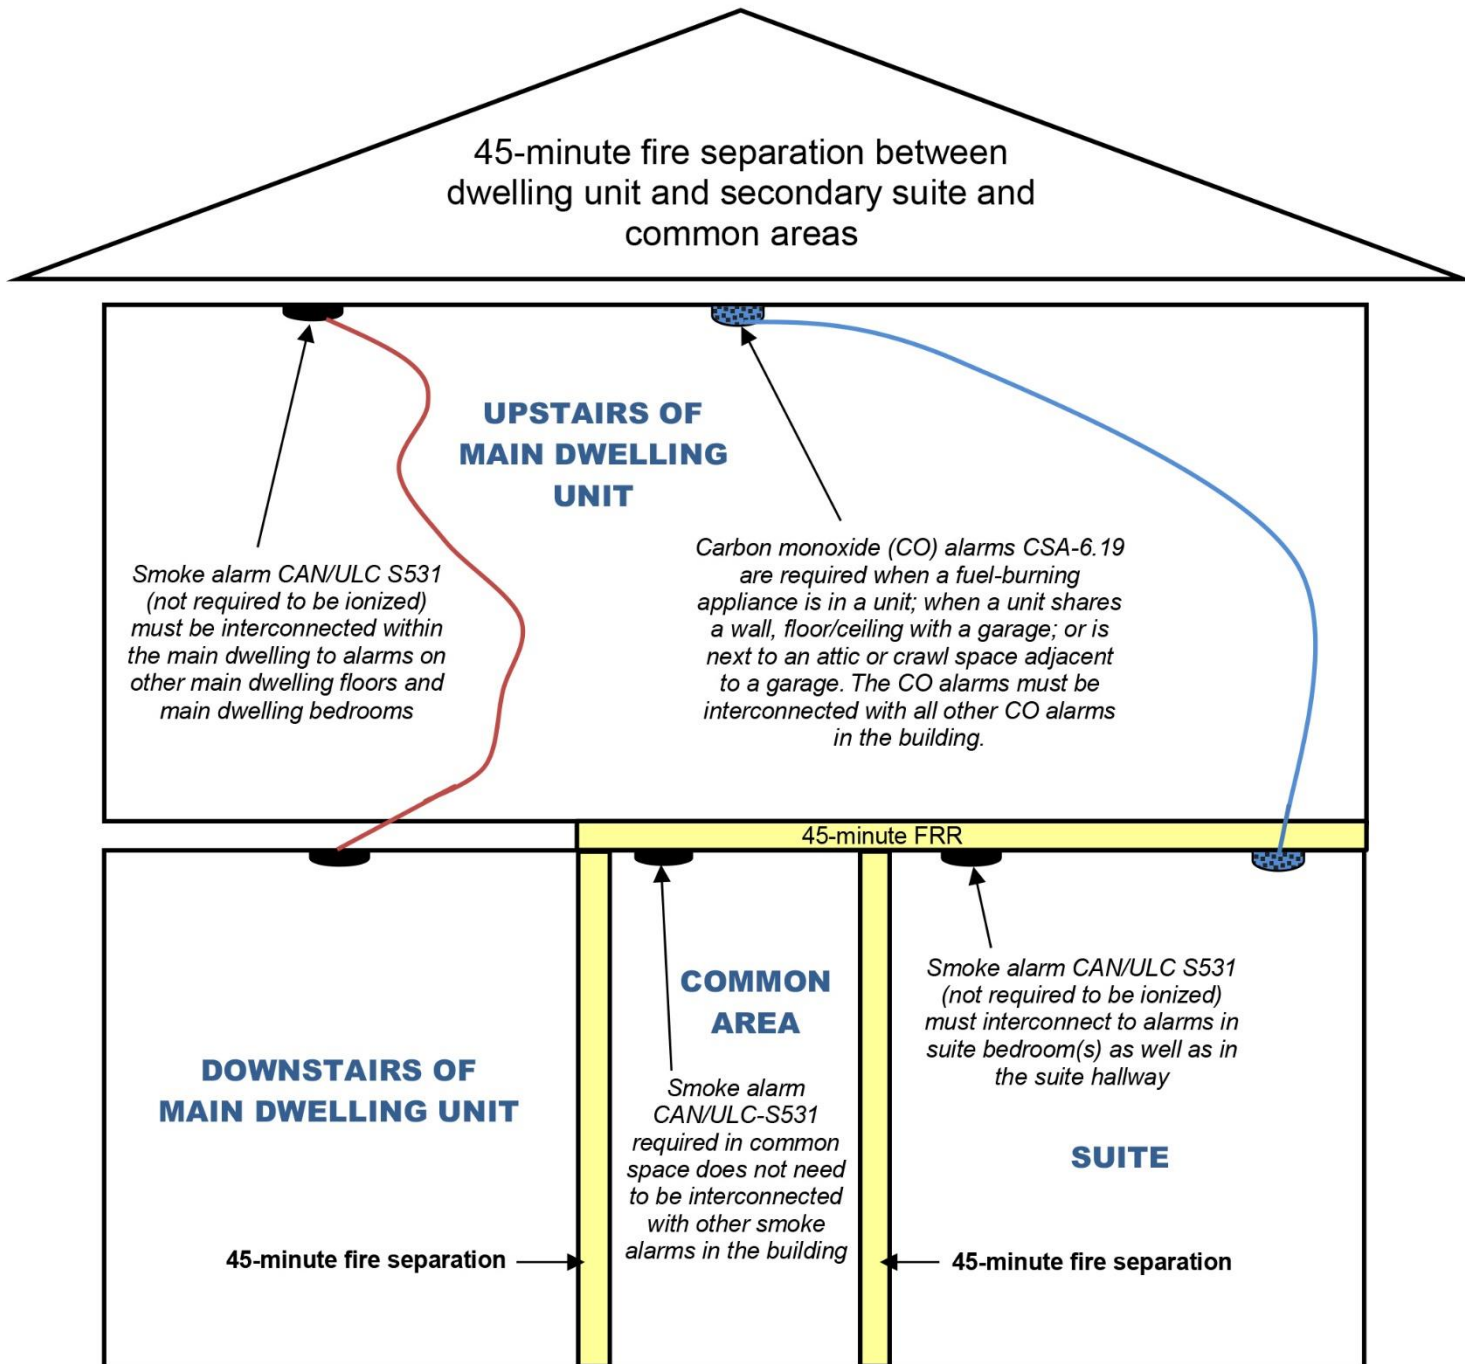 45-minute fire separation between
dwelling unit and secondary suite and
common areas
UPSTAIRS OF
MAIN DWELLING
UNIT
Smoke alarm CAN/ULC S531
(not required to be ionized)
must be interconnected within
the main dwelling to alarms on
other main dwelling floors and
main dwelling bedrooms
Carbon monoxide (CO) alarms CSA-6.19
are required when a fuel-burning
appliance is in a unit; when a unit shares
a wall, floor/ceiling with a garage; or is
next to an attic or crawl space adjacent
to a garage. The CO alarms must be
interconnected with all other CO alarms
in the building.
45-minute FRR
DOWNSTAIRS OF
MAIN DWELLING UNIT
45-minute fire separation
COMMON
AREA
Smoke alarm
CAN/ULC-S531
required in common
space does not need
to be interconnected
with other smoke
alarms in the building
Smoke alarm CAN/ULC S531
(not required to be ionized)
must interconnect to alarms in
suite bedroom(s) as well as in
the suite hallway
SUITE
45-minute fire separation